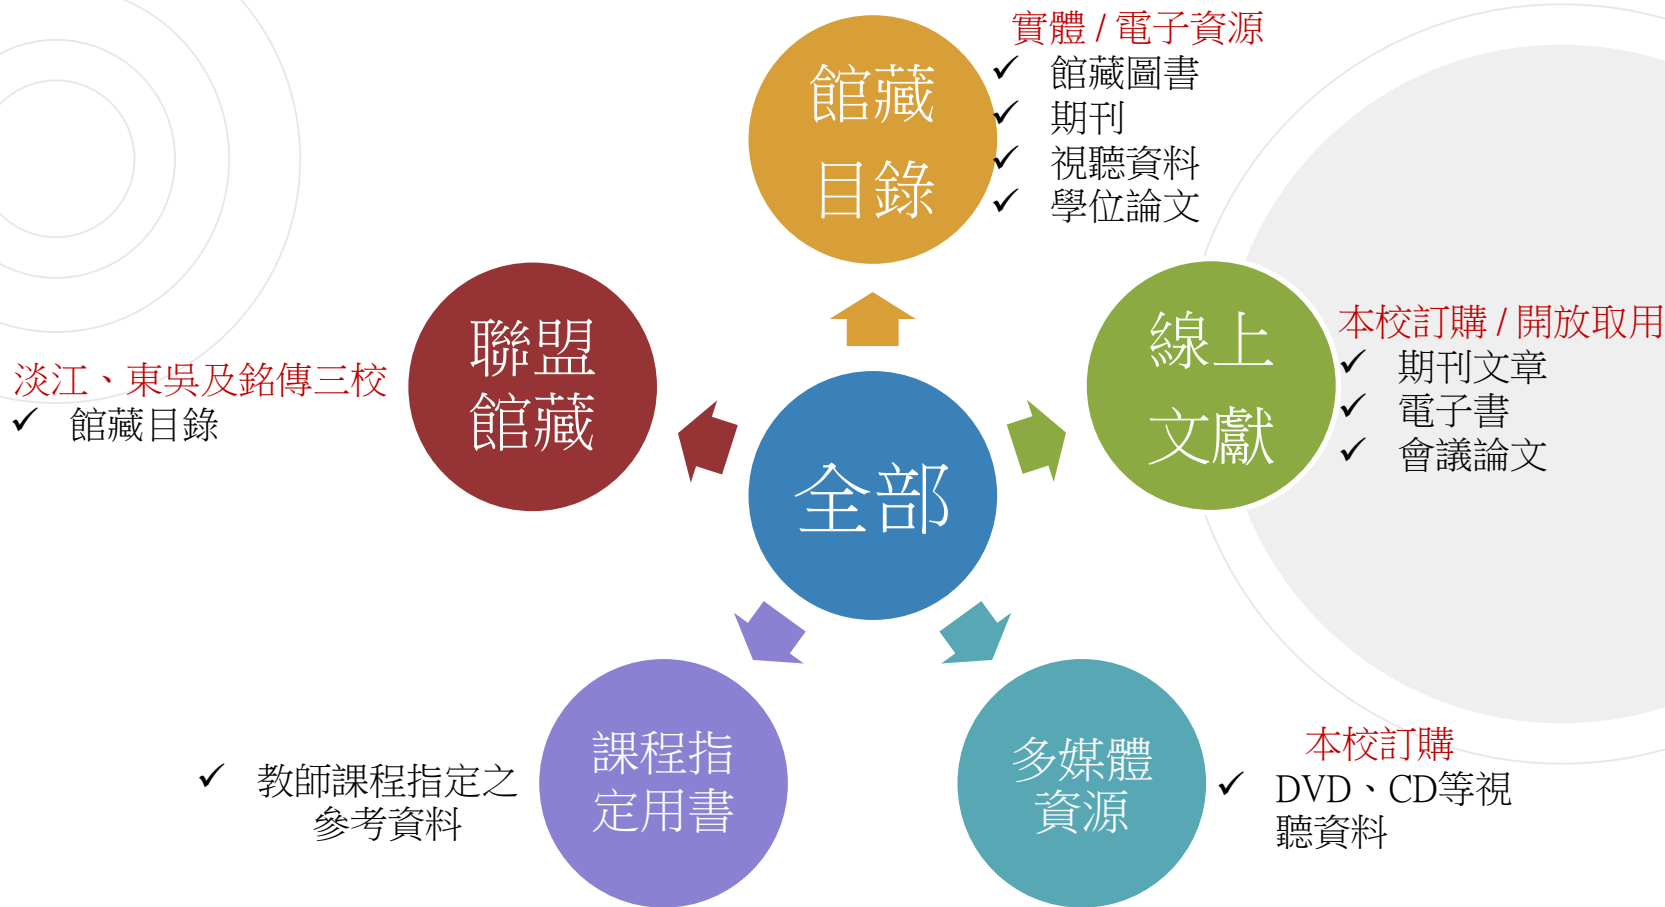 館藏
目錄
實體 / 電子資源
✓ 館藏圖書
✓ 期刊
✓ 視聽資料
✓ 學位論文
聯盟
館藏
淡江、東吳及銘傳三校
✓ 館藏目錄
線上
文獻
本校訂購 / 開放取用
✓ 期刊文章
✓ 電子書
✓ 會議論文
全部
課程指
定用書
✓ 教師課程指定之
參考資料
多媒體
資源
本校訂購
✓ DVD、CD等視
聽資料